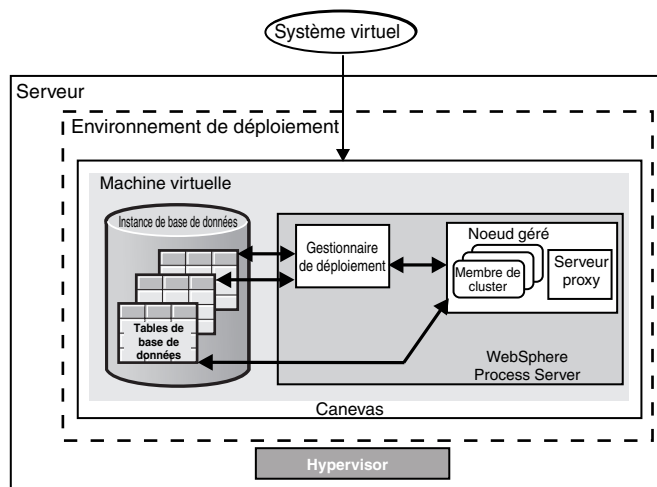 Système virtuel
Serveur
Environnement de déploiement
Machine virtuelle
Instance de base de données
Gestionnaire
de déploiement
Noeud géré
Membre de
cluster
Serveur
proxy
Tables de
base de
données
WebSphere
Process Server
Canevas
Hypervisor